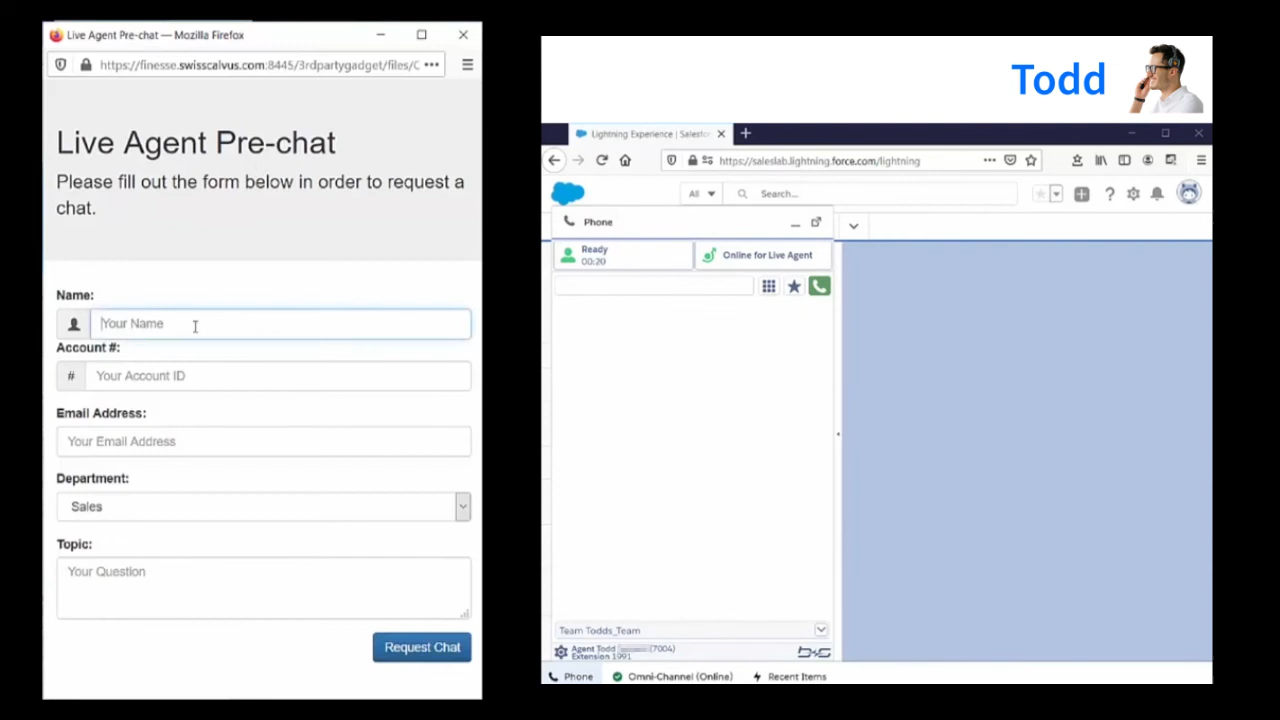 Live Agent Pre-chat — Mozilla Firefox
https://finesse.swisscalvus.com:8445/3rdpartygadget/files/C
Live Agent Pre-chat
Please fill out the form below in order to request a
chat.
Name:
Your Name
Account #:
#
Your Account ID
Email Address:
Your Email Address
Department:
Sales
Topic:
Your Question
Request Chat
Todd
Lightning Experience | Salesfor
https://saleslab.lightning.force.com/lightning
All
Search...
Phone
Ready
00:20
Online for Live Agent
Team Todds_Team
Agent Todd (7004)
Extension 1991
b+s
Phone
Omni-Channel (Online)
Recent Items